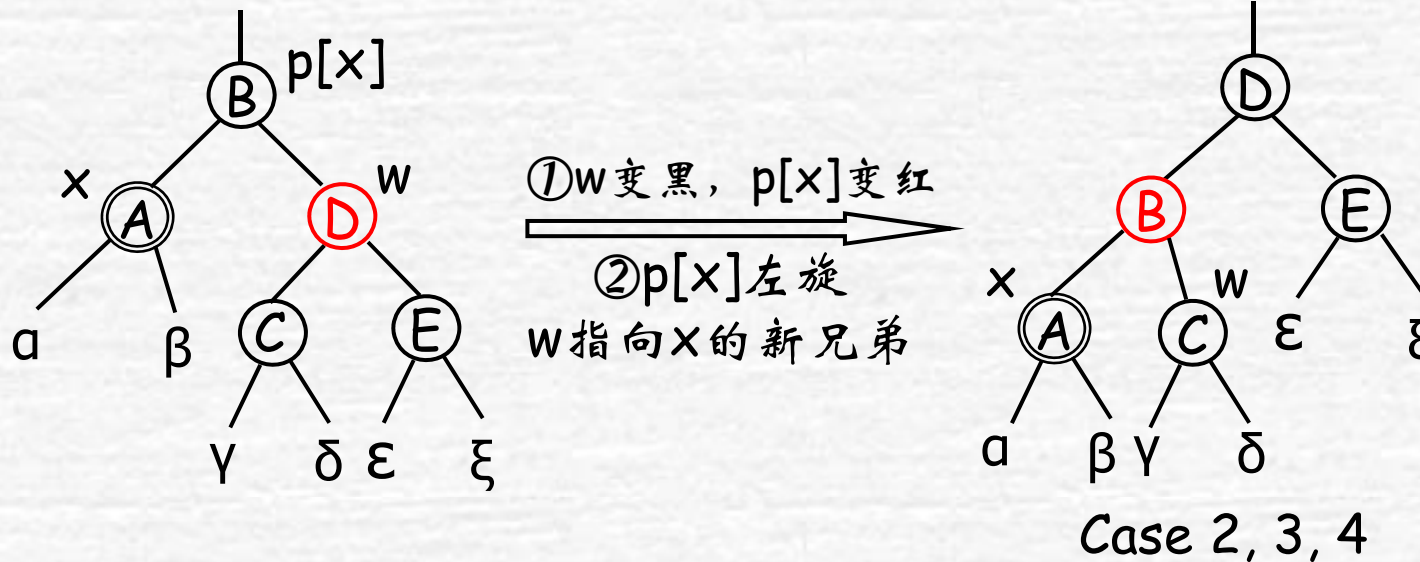 B p[x]
x A D w
C E
α β
γ δ ε ξ
①w变黑，p[x]变红
②p[x]左旋
w指向x的新兄弟
D
B E
x A C w
ε ξ
α β γ δ
Case 2, 3, 4